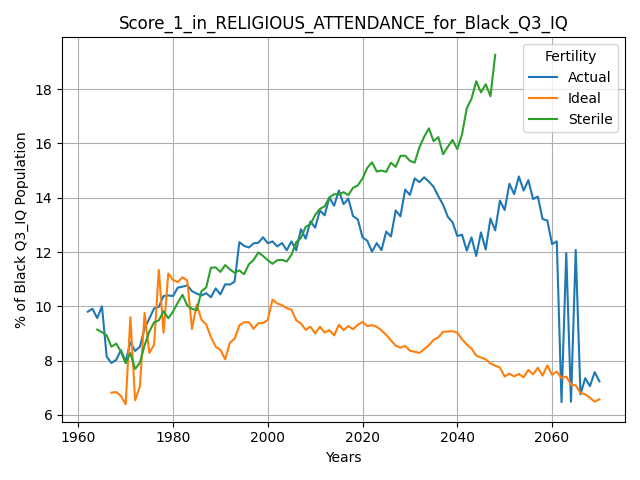 Score_1_in_RELIGIOUS_ATTENDANCE_for_Black_Q3_IQ
Fertility
Actual
Ideal
Sterile
% of Black Q3_IQ Population
18
16
14
12
10
8
6
1960 1980 2000 2020 2040 2060
Years